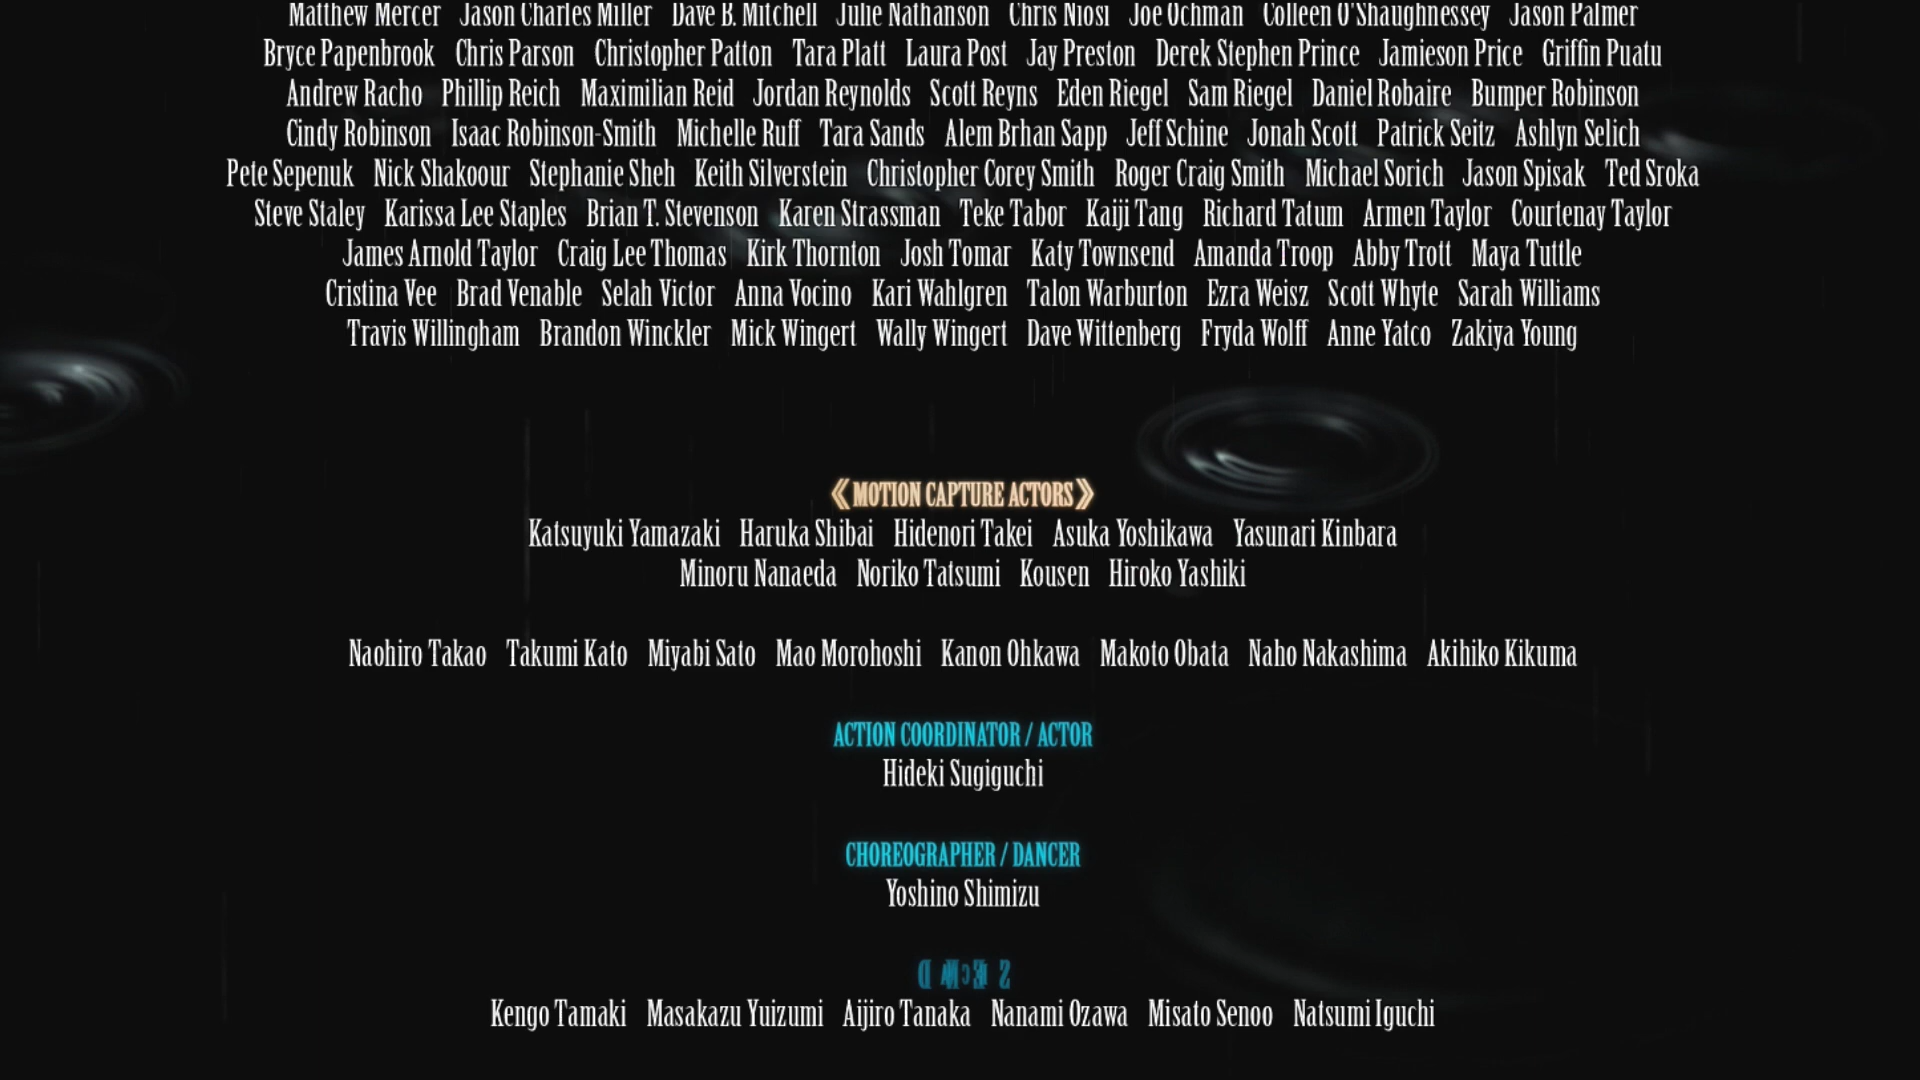 Matthew Mercer Jason Charles Miller Dave B. Mitchell Julie Nathanson Chris Niosi Joe Ochman Colleen O'Shaughnessey Jason Palmer
Bryce Papenbrook Chris Parson Christopher Patton Tara Platt Laura Post Jay Preston Derek Stephen Prince Jamieson Price Griffin Puatu
Andrew Racho Phillip Reich Maximilian Reid Jordan Reynolds Scott Reyns Eden Riegel Sam Riegel Daniel Robaire Bumper Robinson
Cindy Robinson Isaac Robinson-Smith Michelle Ruff Tara Sands Alem Brhan Sapp Jeff Schine Jonah Scott Patrick Seitz Ashlyn Selich
Pete Sepenuk Nick Shakoour Stephanie Sheh Keith Silverstein Christopher Corey Smith Roger Craig Smith Michael Sorich Jason Spisak Ted Sroka
Steve Staley Karissa Lee Staples Brian T. Stevenson Karen Strassman Teke Tabor Kaiji Tang Richard Tatum Armen Taylor Courtenay Taylor
James Arnold Taylor Craig Lee Thomas Kirk Thornton Josh Tomar Katy Townsend Amanda Troop Abby Trott Maya Tuttle
Cristina Vee Brad Venable Selah Victor Anna Vocino Kari Wahlgren Talon Warburton Ezra Weisz Scott Whyte Sarah Williams
Travis Willingham Brandon Winckler Mick Wingert Wally Wingert Dave Wittenberg Fryda Wolff Anne Yatco Zakiya Young
《MOTION CAPTURE ACTORS》
Katsuyuki Yamazaki Haruka Shibai Hidenori Takei Asuka Yoshikawa Yasunari Kinbara
Minoru Nanaeda Noriko Tatsumi Kousen Hiroko Yashiki
Naohiro Takao Takumi Kato Miyabi Sato Mao Morohoshi Kanon Ohkawa Makoto Obata Naho Nakashima Akihiko Kikuma
ACTION COORDINATOR / ACTOR
Hideki Sugiguchi
CHOREOGRAPHER / DANCER
Yoshino Shimizu
Kengo Tamaki Masakazu Yuizumi Aijiro Tanaka Nanami Ozawa Misato Senoo Natsumi Iguchi